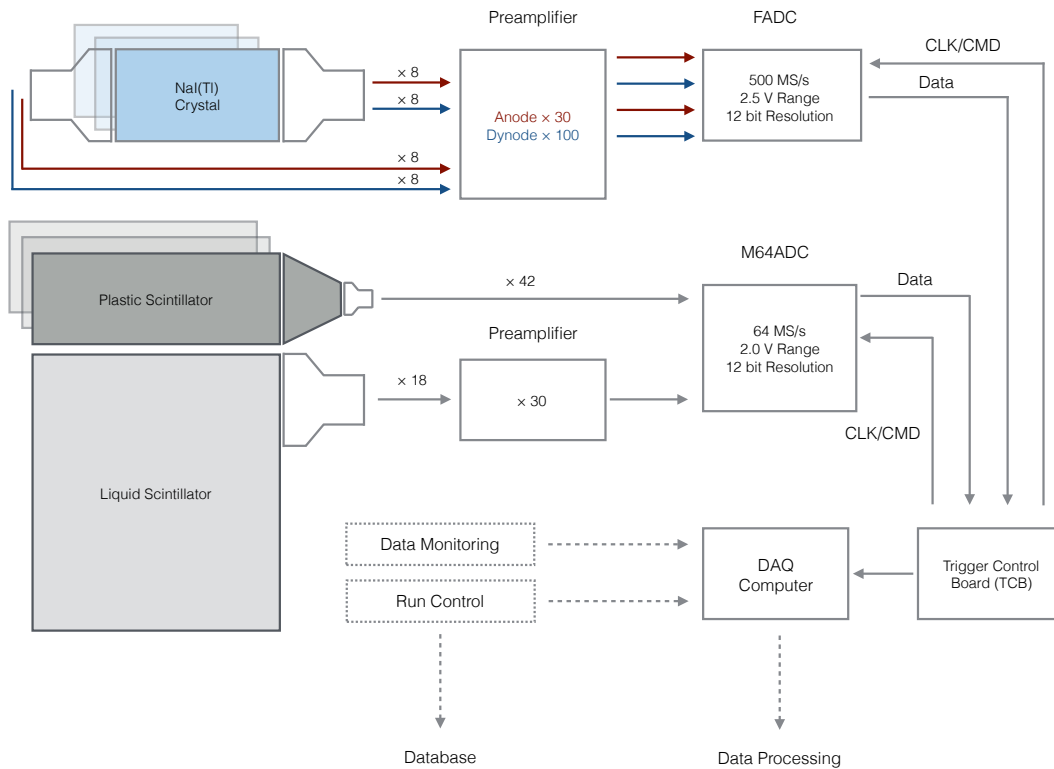 Preamplifier
FADC
CLK/CMD
NaI(Tl)
Crystal
× 8
× 8
Anode × 30
Dynode × 100
500 MS/s
2.5 V Range
12 bit Resolution
Data
× 8
× 8
M64ADC
Plastic Scintillator
× 42
Data
Preamplifier
64 MS/s
2.0 V Range
12 bit Resolution
× 18
× 30
CLK/CMD
Liquid Scintillator
Data Monitoring
Run Control
DAQ
Computer
Trigger Control
Board (TCB)
Database
Data Processing